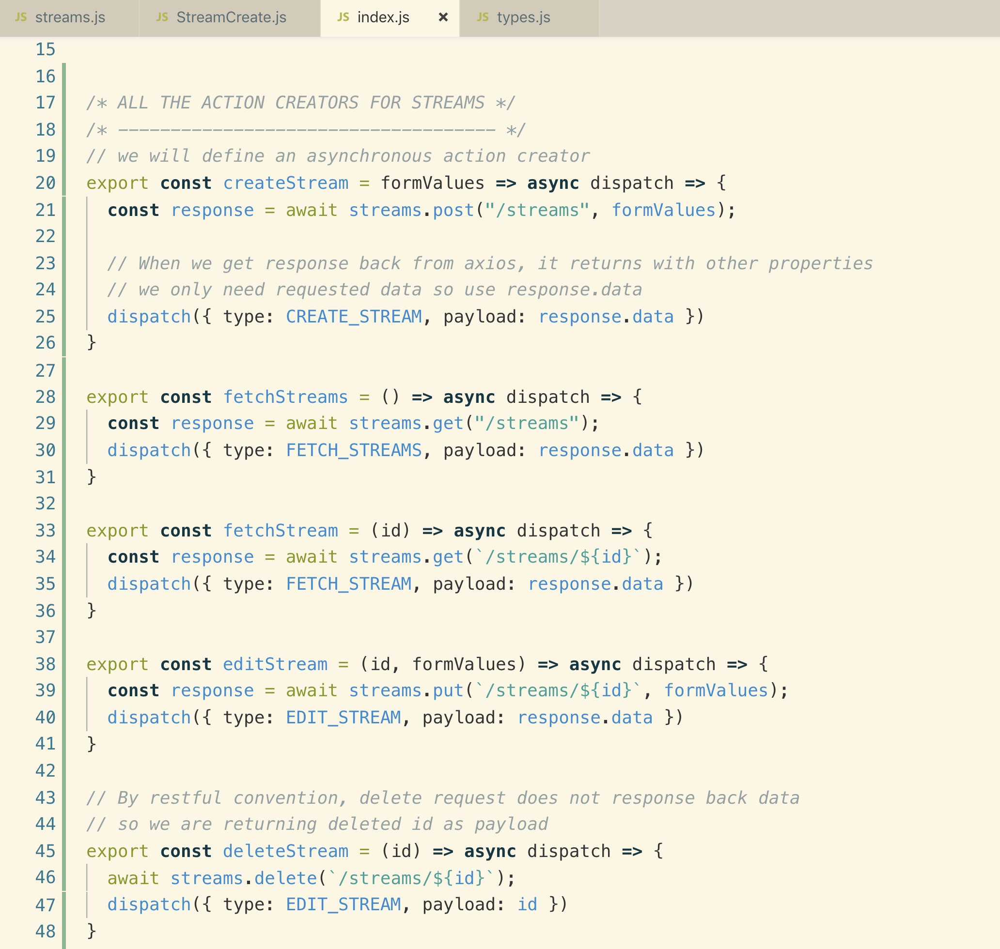 JS streams.js JS StreamCreate.js JS index.js × JS types.js
15
16
17 /* ALL THE ACTION CREATORS FOR STREAMS */
18 /* ------------------------------------ */
19 // we will define an asynchronous action creator
20 export const createStream = formValues => async dispatch => {
21 const response = await streams.post("/streams", formValues);
22
23 // When we get response back from axios, it returns with other properties
24 // we only need requested data so use response.data
25 dispatch({ type: CREATE_STREAM, payload: response.data })
26 }
27
28 export const fetchStreams = () => async dispatch => {
29 const response = await streams.get("/streams");
30 dispatch({ type: FETCH_STREAMS, payload: response.data })
31 }
32
33 export const fetchStream = (id) => async dispatch => {
34 const response = await streams.get(`/streams/${id}`);
35 dispatch({ type: FETCH_STREAM, payload: response.data })
36 }
37
38 export const editStream = (id, formValues) => async dispatch => {
39 const response = await streams.put(`/streams/${id}`, formValues);
40 dispatch({ type: EDIT_STREAM, payload: response.data })
41 }
42
43 // By restful convention, delete request does not response back data
44 // so we are returning deleted id as payload
45 export const deleteStream = (id) => async dispatch => {
46 await streams.delete(`/streams/${id}`);
47 dispatch({ type: EDIT_STREAM, payload: id })
48 }